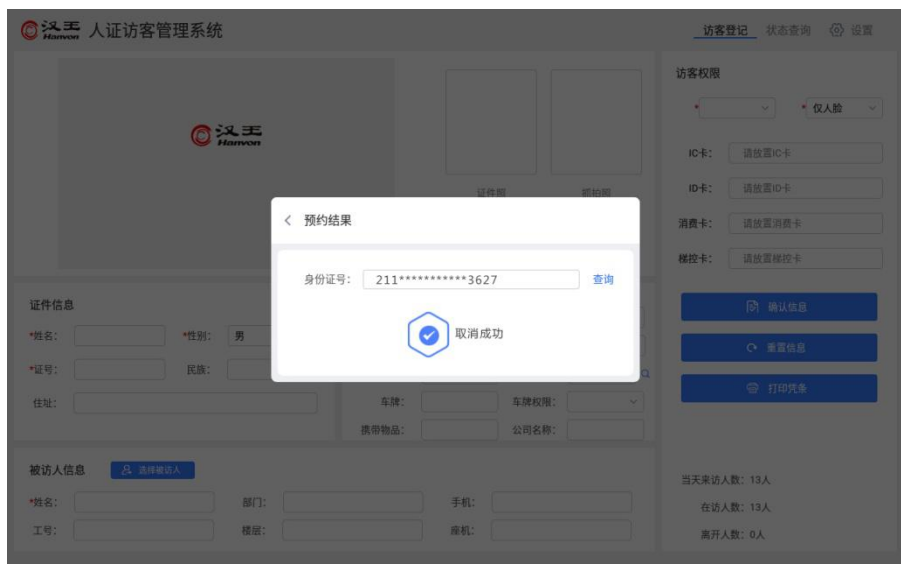 汉王 Hanvon 人证访客管理系统
访客登记 状态查询 设置
访客权限
* * 仅人脸
汉王 Hanvon
IC卡： 请放置IC卡
证件照 抓拍照
ID卡： 请放置ID卡
消费卡： 请放置消费卡
梯控卡： 请放置梯控卡
预约结果
身份证号： 211***********3627 查询
取消成功
证件信息
*姓名： *性别： 男
*证号： 民族：
住址：
车牌： 车牌权限：
携带物品： 公司名称：
确认信息
重置信息
打印凭条
被访人信息 选择被访人
*姓名： 部门： 手机：
工号： 楼层： 座机：
当天来访人数：13人
在访人数：13人
离开人数：0人